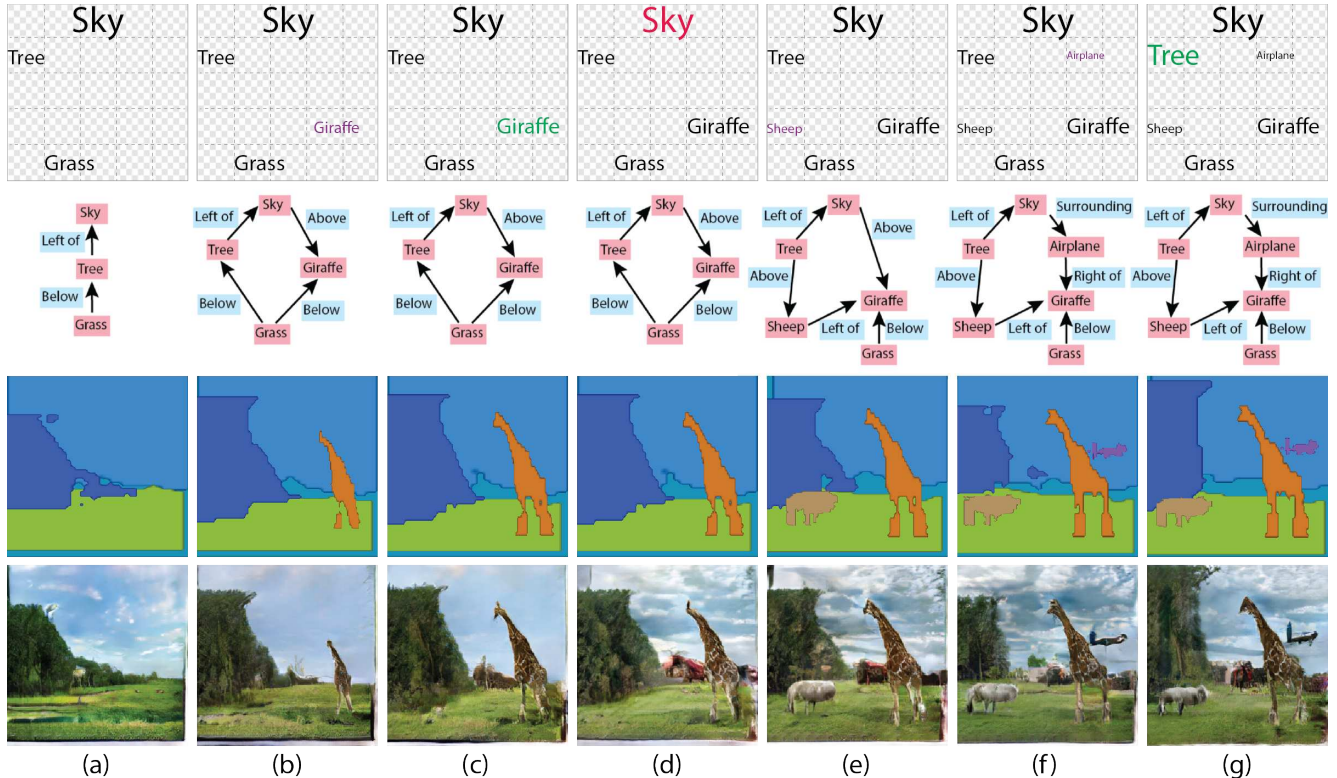 Sky Sky Sky Sky Sky Sky Sky
Tree Tree Tree Tree Tree Tree Airplane Tree Airplane
Giraffe Giraffe Giraffe Sheep Giraffe Sheep Giraffe Sheep Giraffe
Grass Grass Grass Grass Grass Grass Grass
Sky
Left of
Tree
Below
Grass
Sky
Left of Above
Tree
Giraffe
Below Below
Grass
Sky
Left of Above
Tree
Giraffe
Below Below
Grass
Sky
Left of Above
Tree
Giraffe
Below Below
Grass
Sky
Left of
Above
Tree
Above
Giraffe
Sheep Left of Below
Grass
Sky Surrounding
Left of
Tree Airplane
Above Right of
Giraffe
Sheep Left of Below
Grass
Sky Surrounding
Left of
Tree Airplane
Above Right of
Giraffe
Sheep Left of Below
Grass
(a) (b) (c) (d) (e) (f) (g)